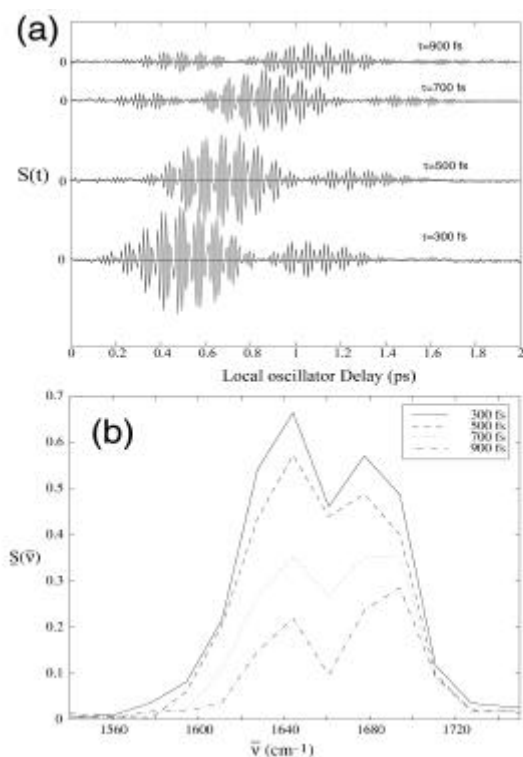 (a)
τ=900 fs
0
τ=700 fs
0
S(t)
τ=500 fs
0
τ=300 fs
0
0 0.2 0.4 0.6 0.8 1 1.2 1.4 1.6 1.8 2
Local oscillator Delay (ps)
0.7
(b)
300 fs
500 fs
700 fs
900 fs
0.6
0.5
0.4
S(ν̄)
0.3
0.2
0.1
0
1560 1600 1640 1680 1720
ν̄ (cm⁻¹)